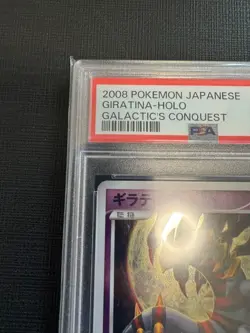 2008 POKEMON JAPANESE
GIRATINA-HOLO
GALACTIC'S CONQUEST
PSA
ギラテ